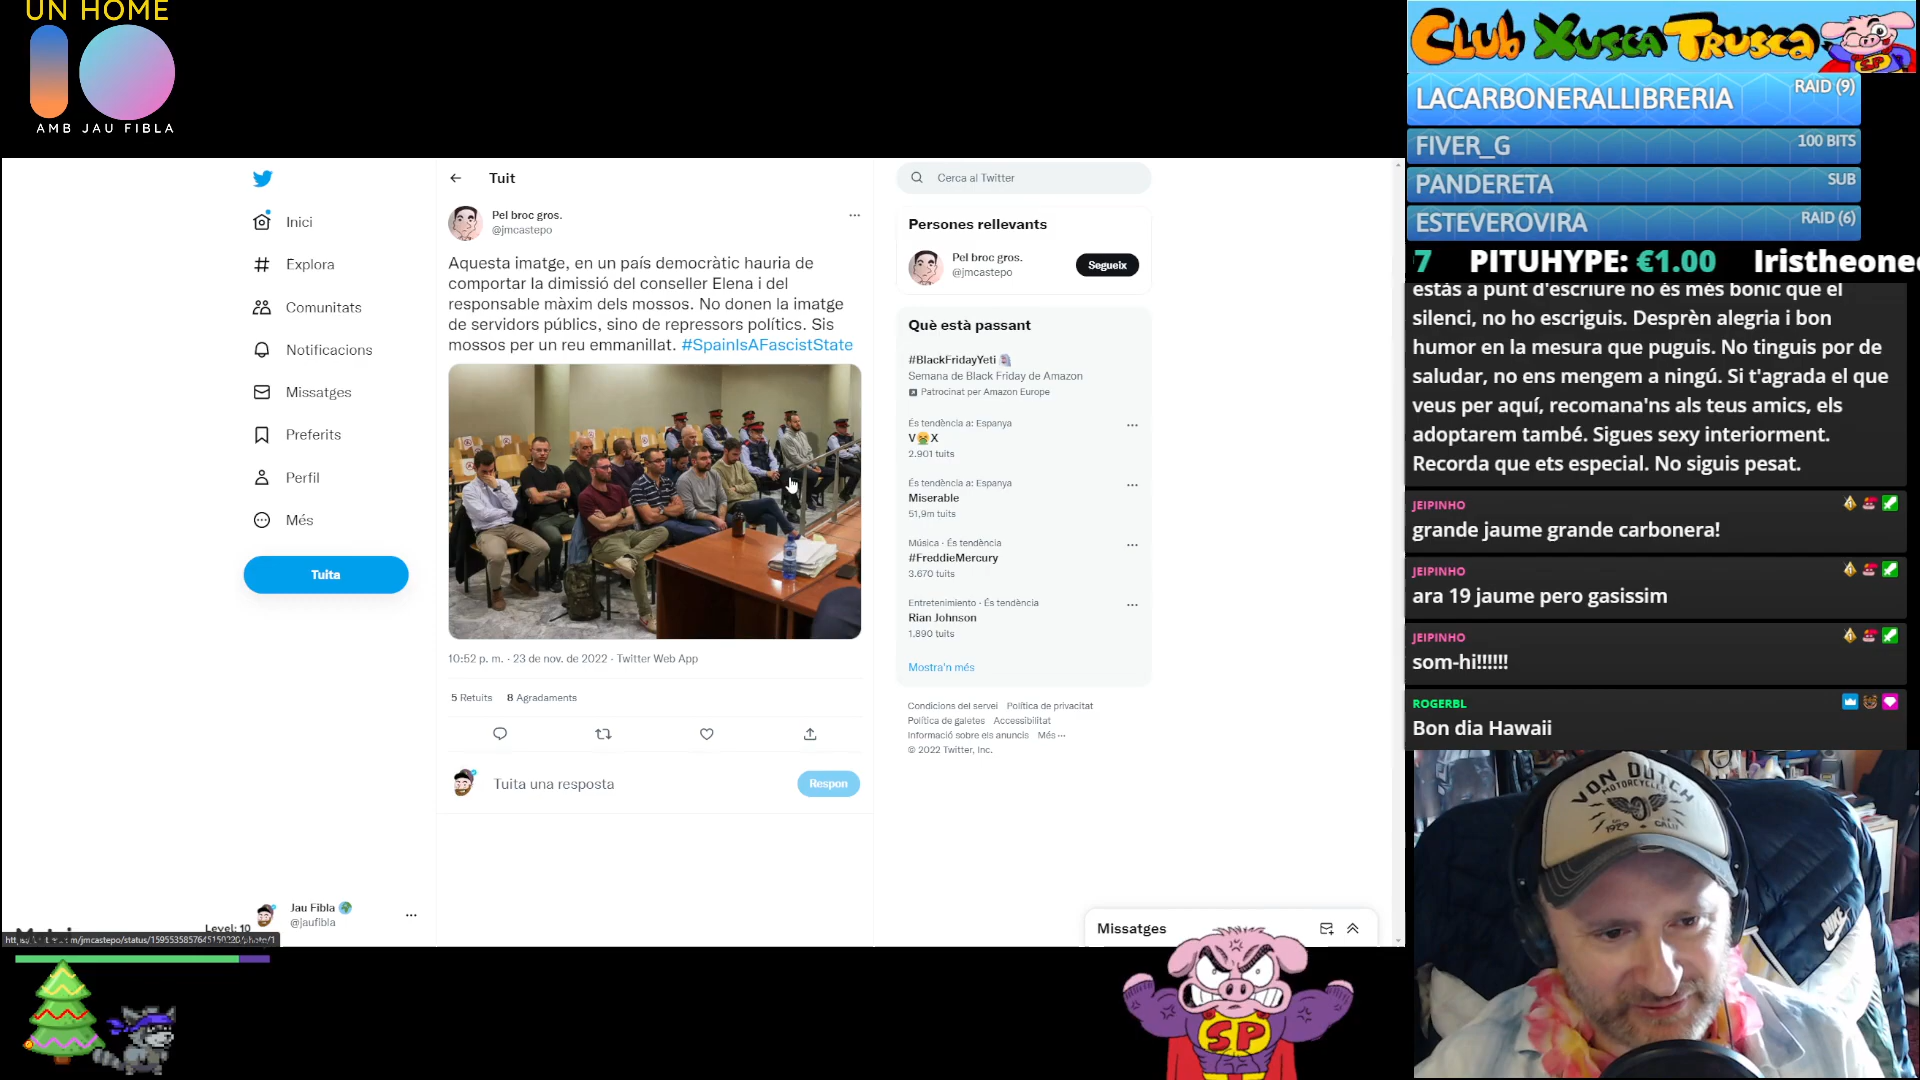 UN HOME
AMB JAU FIBLA
Inici
Explora
Comunitats
Notificacions
Missatges
Preferits
Perfil
Més
Tuita
Jau Fibla
@jaufibla
Level: 10
Tuit
Pel broc gros.
@jmcastepo
Aquesta imatge, en un país democràtic hauria de
comportar la dimissió del conseller Elena i del
responsable màxim dels mossos. No donen la imatge
de servidors públics, sino de repressors polítics. Sis
mossos per un reu emmanillat. #SpainIsAFascistState
10:52 p. m. · 23 de nov. de 2022 · Twitter Web App
5 Retuits 8 Agradaments
Tuita una resposta
Respon
Cerca al Twitter
Persones rellevants
Pel broc gros.
@jmcastepo
Segueix
Què està passant
#BlackFridayYeti
Semana de Black Friday de Amazon
Patrocinat per Amazon Europe
És tendència a: Espanya
V🤮X
2.901 tuits
És tendència a: Espanya
Miserable
51,9m tuits
Música · És tendència
#FreddieMercury
3.670 tuits
Entretenimiento · És tendència
Rian Johnson
1.890 tuits
Mostra'n més
Condicions del servei Política de privacitat
Política de galetes Accessibilitat
Informació sobre els anuncis Més ···
© 2022 Twitter, Inc.
Missatges
SP
Club Xusca Trusca
SP
LACARBONERALLIBRERIA RAID (9)
FIVER_G 100 BITS
PANDERETA SUB
ESTEVEROVIRA RAID (6)
7 PITUHYPE: €1.00 Iristheone
estàs a punt d'escriure no és més bonic que el
silenci, no ho escriguis. Desprèn alegria i bon
humor en la mesura que puguis. No tinguis por de
saludar, no ens mengem a ningú. Si t'agrada el que
veus per aquí, recomana'ns als teus amics, els
adoptarem també. Sigues sexy interiorment.
Recorda que ets especial. No siguis pesat.
JEIPINHO
grande jaume grande carbonera!
JEIPINHO
ara 19 jaume pero gasissim
JEIPINHO
som-hi!!!!!!
ROGERBL
Bon dia Hawaii
VON DUTCH
MOTORCYCLES
1929 CALIF
NIKE